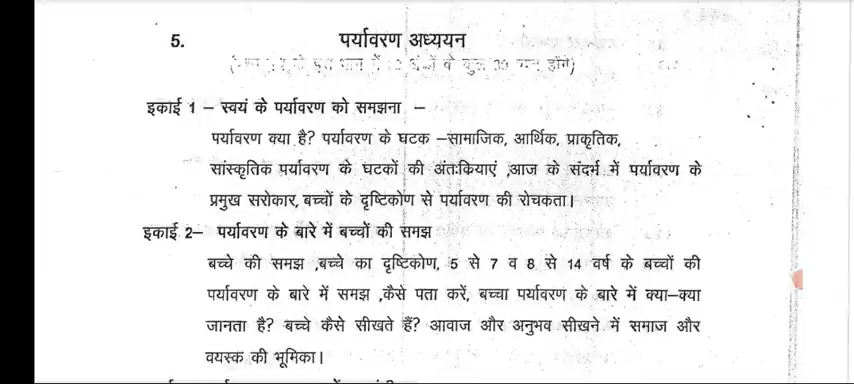 5. पर्यावरण अध्ययन
इकाई 1 – स्वयं के पर्यावरण को समझना –
पर्यावरण क्या है? पर्यावरण के घटक –सामाजिक, आर्थिक, प्राकृतिक,
सांस्कृतिक पर्यावरण के घटकों की अंतःक्रियाएं ,आज के संदर्भ में पर्यावरण के
प्रमुख सरोकार, बच्चों के दृष्टिकोण से पर्यावरण की रोचकता।
इकाई 2– पर्यावरण के बारे में बच्चों की समझ
बच्चे की समझ ,बच्चे का दृष्टिकोण, 5 से 7 व 8 से 14 वर्ष के बच्चों की
पर्यावरण के बारे में समझ ,कैसे पता करें, बच्चा पर्यावरण के बारे में क्या–क्या
जानता है? बच्चे कैसे सीखते हैं? आवाज और अनुभव सीखने में समाज और
वयस्क की भूमिका।